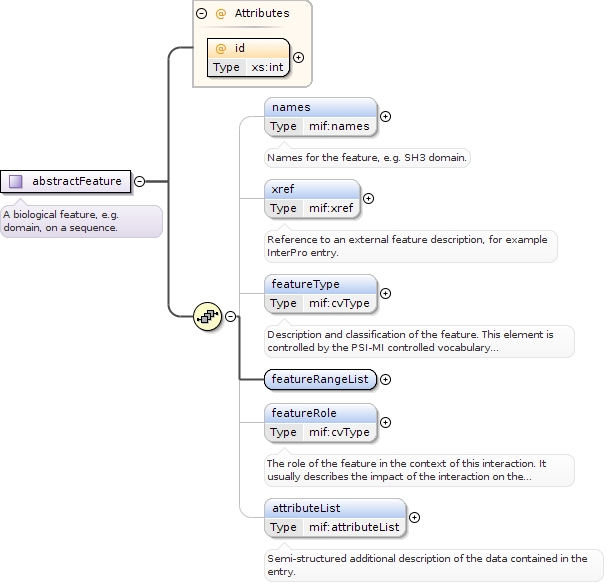 @ Attributes
@ id
Type xs:int
names
Type mif:names
Names for the feature, e.g. SH3 domain.
abstractFeature
xref
Type mif:xref
A biological feature, e.g.
domain, on a sequence.
Reference to an external feature description, for example
InterPro entry.
featureType
Type mif:cvType
Description and classification of the feature. This element is
controlled by the PSI-MI controlled vocabulary...
featureRangeList
featureRole
Type mif:cvType
The role of the feature in the context of this interaction. It
usually describes the impact of the interaction on the...
attributeList
Type mif:attributeList
Semi-structured additional description of the data contained in the
entry.